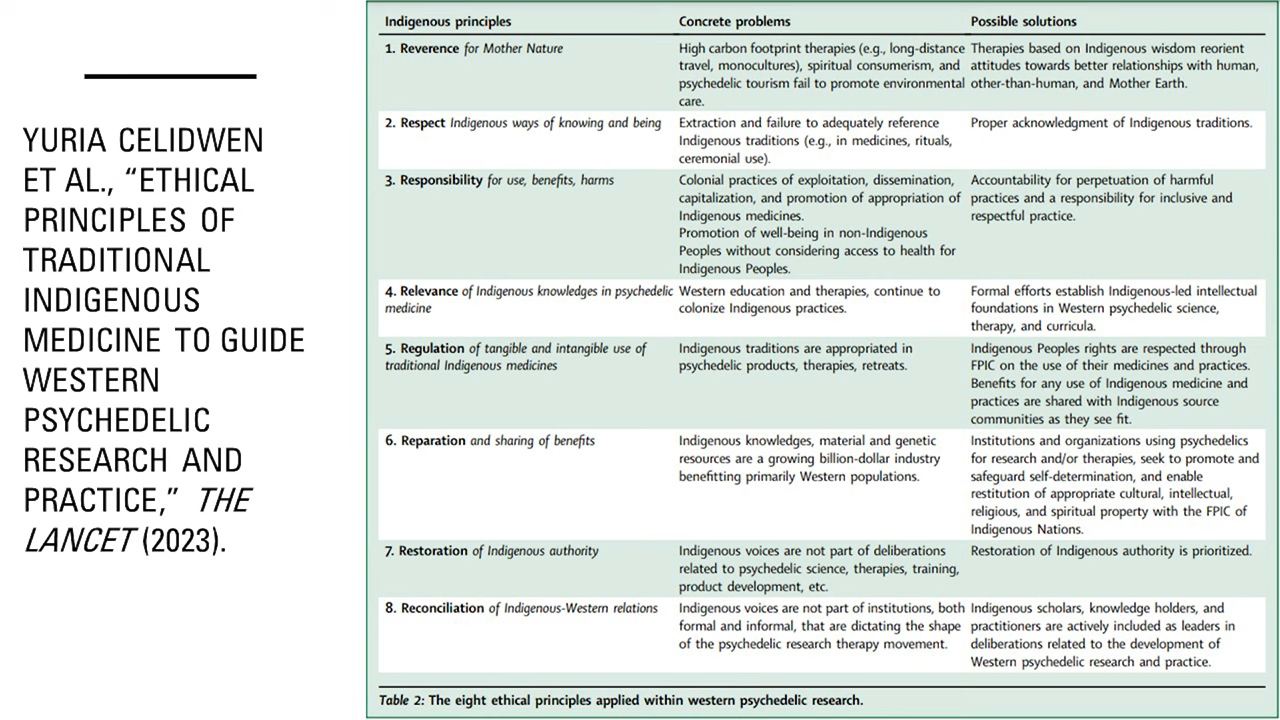 YURIA CELIDWEN
ET AL., “ETHICAL
PRINCIPLES OF
TRADITIONAL
INDIGENOUS
MEDICINE TO GUIDE
WESTERN
PSYCHEDELIC
RESEARCH AND
PRACTICE,” THE
LANCET (2023).
Indigenous principles
Concrete problems
Possible solutions
1. Reverence for Mother Nature
High carbon footprint therapies (e.g., long-distance
travel, monocultures), spiritual consumerism, and
psychedelic tourism fail to promote environmental
care.
Therapies based on Indigenous wisdom reorient
attitudes towards better relationships with human,
other-than-human, and Mother Earth.
2. Respect Indigenous ways of knowing and being
Extraction and failure to adequately reference
Indigenous traditions (e.g., in medicines, rituals,
ceremonial use).
Proper acknowledgment of Indigenous traditions.
3. Responsibility for use, benefits, harms
Colonial practices of exploitation, dissemination,
capitalization, and promotion of appropriation of
Indigenous medicines.
Promotion of well-being in non-Indigenous
Peoples without considering access to health for
Indigenous Peoples.
Accountability for perpetuation of harmful
practices and a responsibility for inclusive and
respectful practice.
4. Relevance of Indigenous knowledges in psychedelic
medicine
Western education and therapies, continue to
colonize Indigenous practices.
Formal efforts establish Indigenous-led intellectual
foundations in Western psychedelic science,
therapy, and curricula.
5. Regulation of tangible and intangible use of
traditional Indigenous medicines
Indigenous traditions are appropriated in
psychedelic products, therapies, retreats.
Indigenous Peoples rights are respected through
FPIC on the use of their medicines and practices.
Benefits for any use of Indigenous medicine and
practices are shared with Indigenous source
communities as they see fit.
6. Reparation and sharing of benefits
Indigenous knowledges, material and genetic
resources are a growing billion-dollar industry
benefitting primarily Western populations.
Institutions and organizations using psychedelics
for research and/or therapies, seek to promote and
safeguard self-determination, and enable
restitution of appropriate cultural, intellectual,
religious, and spiritual property with the FPIC of
Indigenous Nations.
7. Restoration of Indigenous authority
Indigenous voices are not part of deliberations
related to psychedelic science, therapies, training,
product development, etc.
Restoration of Indigenous authority is prioritized.
8. Reconciliation of Indigenous-Western relations
Indigenous voices are not part of institutions, both
formal and informal, that are dictating the shape
of the psychedelic research therapy movement.
Indigenous scholars, knowledge holders, and
practitioners are actively included as leaders in
deliberations related to the development of
Western psychedelic research and practice.
Table 2: The eight ethical principles applied within western psychedelic research.